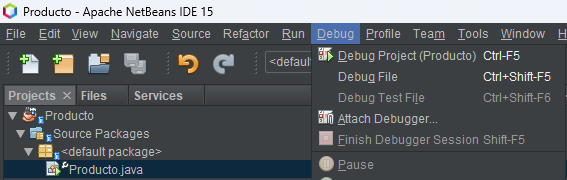 Producto - Apache NetBeans IDE 15
File Edit View Navigate Source Refactor Run Debug Profile Team Tools Window
<defaul
Projects Files Services
Producto
Source Packages
<default package>
Producto.java
Debug Project (Producto) Ctrl-F5
Debug File Ctrl+Shift-F5
Debug Test File Ctrl+Shift-F6
Attach Debugger...
Finish Debugger Session Shift-F5
Pause